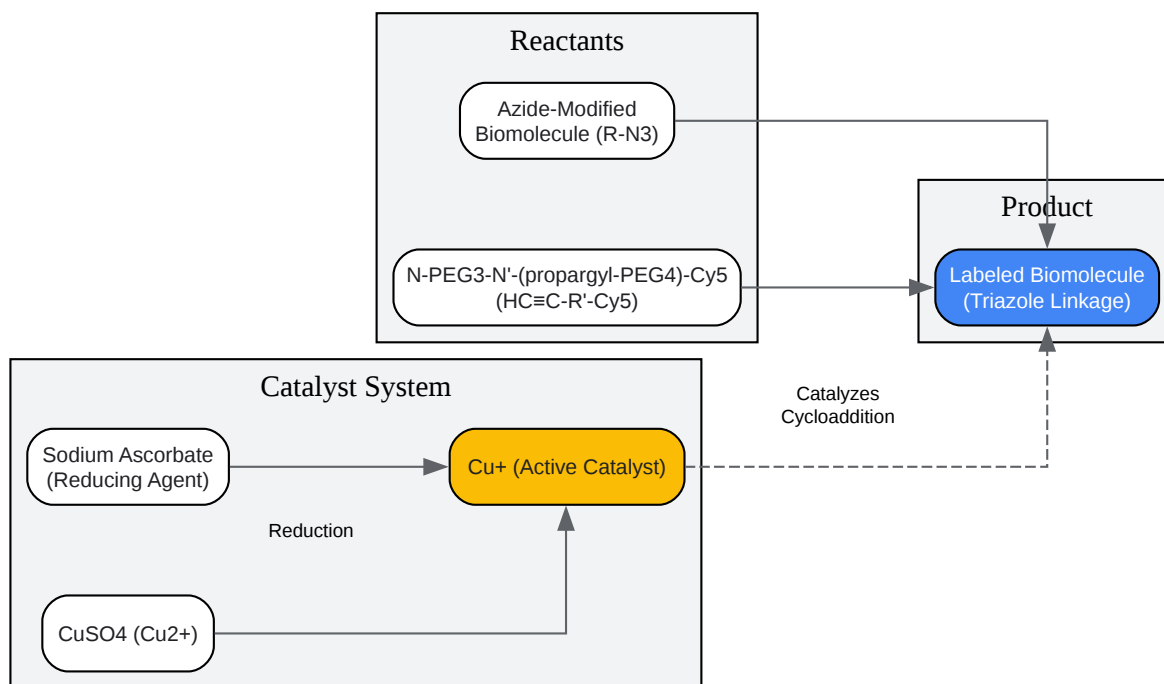 Reactants
Azide-Modified
Biomolecule (R-N3)
N-PEG3-N'-(propargyl-PEG4)-Cy5
(HC≡C-R'-Cy5)
Product
Labeled Biomolecule
(Triazole Linkage)
Catalyst System
Sodium Ascorbate
(Reducing Agent)
Cu+ (Active Catalyst)
Catalyzes
Cycloaddition
Reduction
CuSO4 (Cu2+)